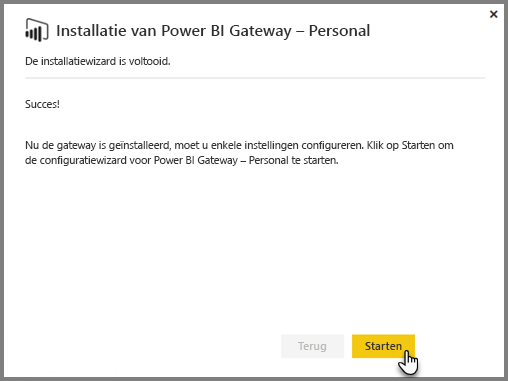 Installatie van Power BI Gateway – Personal
De installatiewizard is voltooid.
Succes!
Nu de gateway is geïnstalleerd, moet u enkele instellingen configureren. Klik op Starten om
de configuratiewizard voor Power BI Gateway – Personal te starten.
Terug
Starten